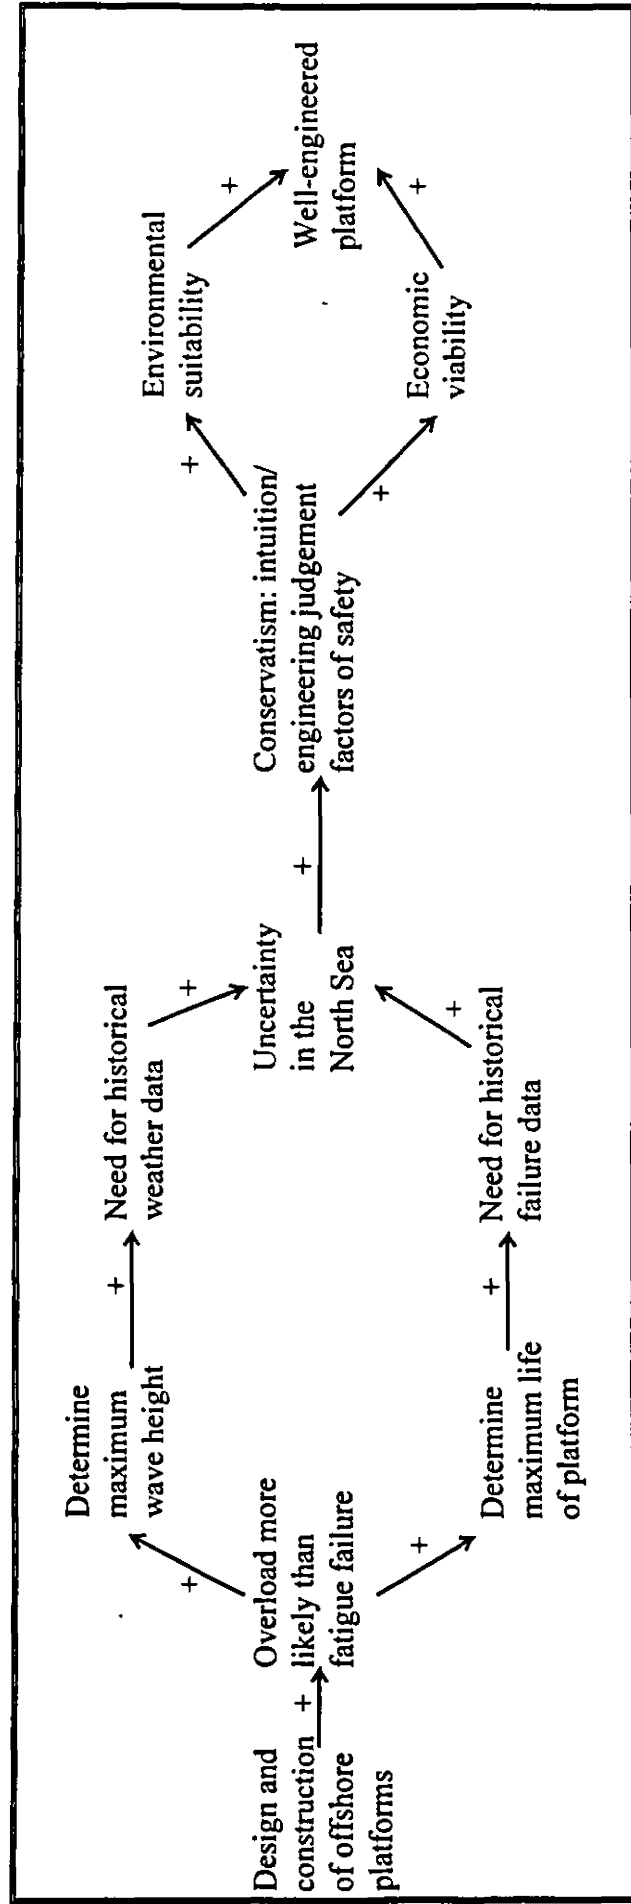 Design and
construction
of offshore
platforms
+
Overload more
likely than
fatigue failure
+
+
Determine
maximum
wave height
+
Need for historical
weather data
+
Determine
maximum life
of platform
+
Need for historical
failure data
+
Uncertainty
in the
North Sea
+
Conservatism: intuition/
engineering judgement
factors of safety
+
+
Environmental
suitability
+
Economic
viability
+
Well-engineered
platform